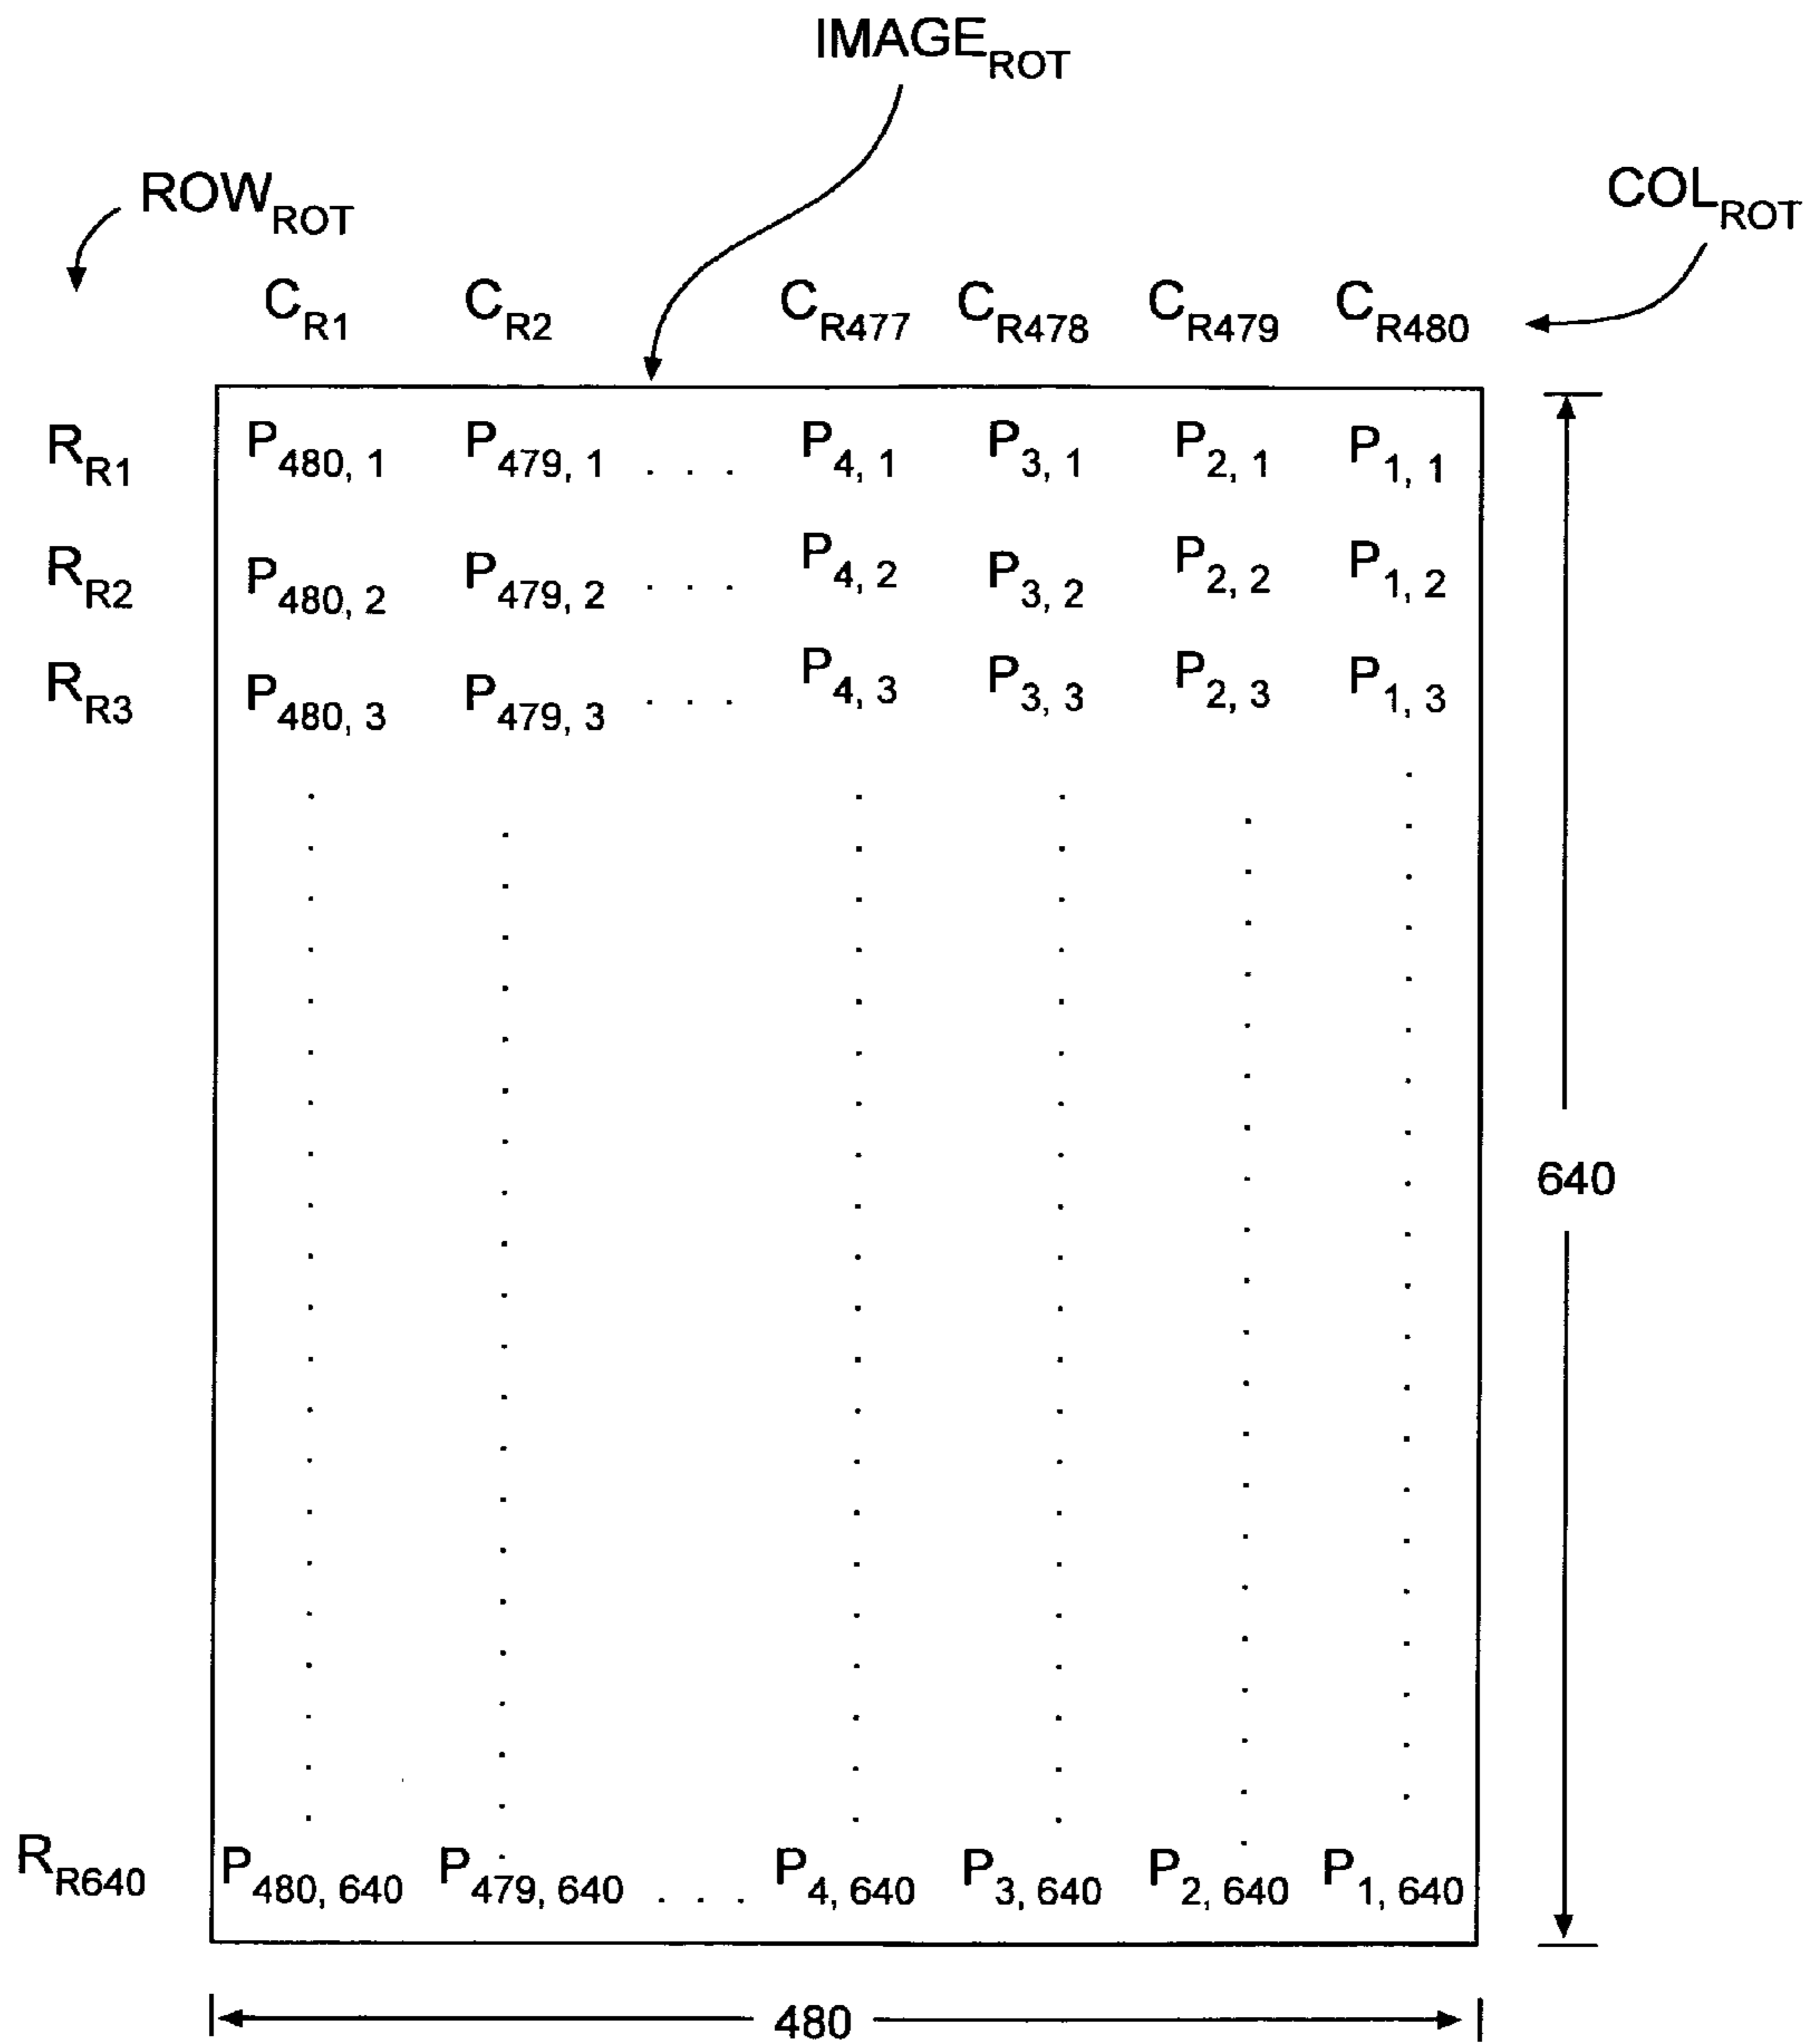 IMAGE_ROT
ROW_ROT
COL_ROT
C_R1 C_R2 C_R477 C_R478 C_R479 C_R480
R_R1 P_480, 1 P_479, 1 . . . P_4, 1 P_3, 1 P_2, 1 P_1, 1
R_R2 P_480, 2 P_479, 2 . . . P_4, 2 P_3, 2 P_2, 2 P_1, 2
R_R3 P_480, 3 P_479, 3 . . . P_4, 3 P_3, 3 P_2, 3 P_1, 3
640
R_R640 P_480, 640 P_479, 640 . . . P_4, 640 P_3, 640 P_2, 640 P_1, 640
480